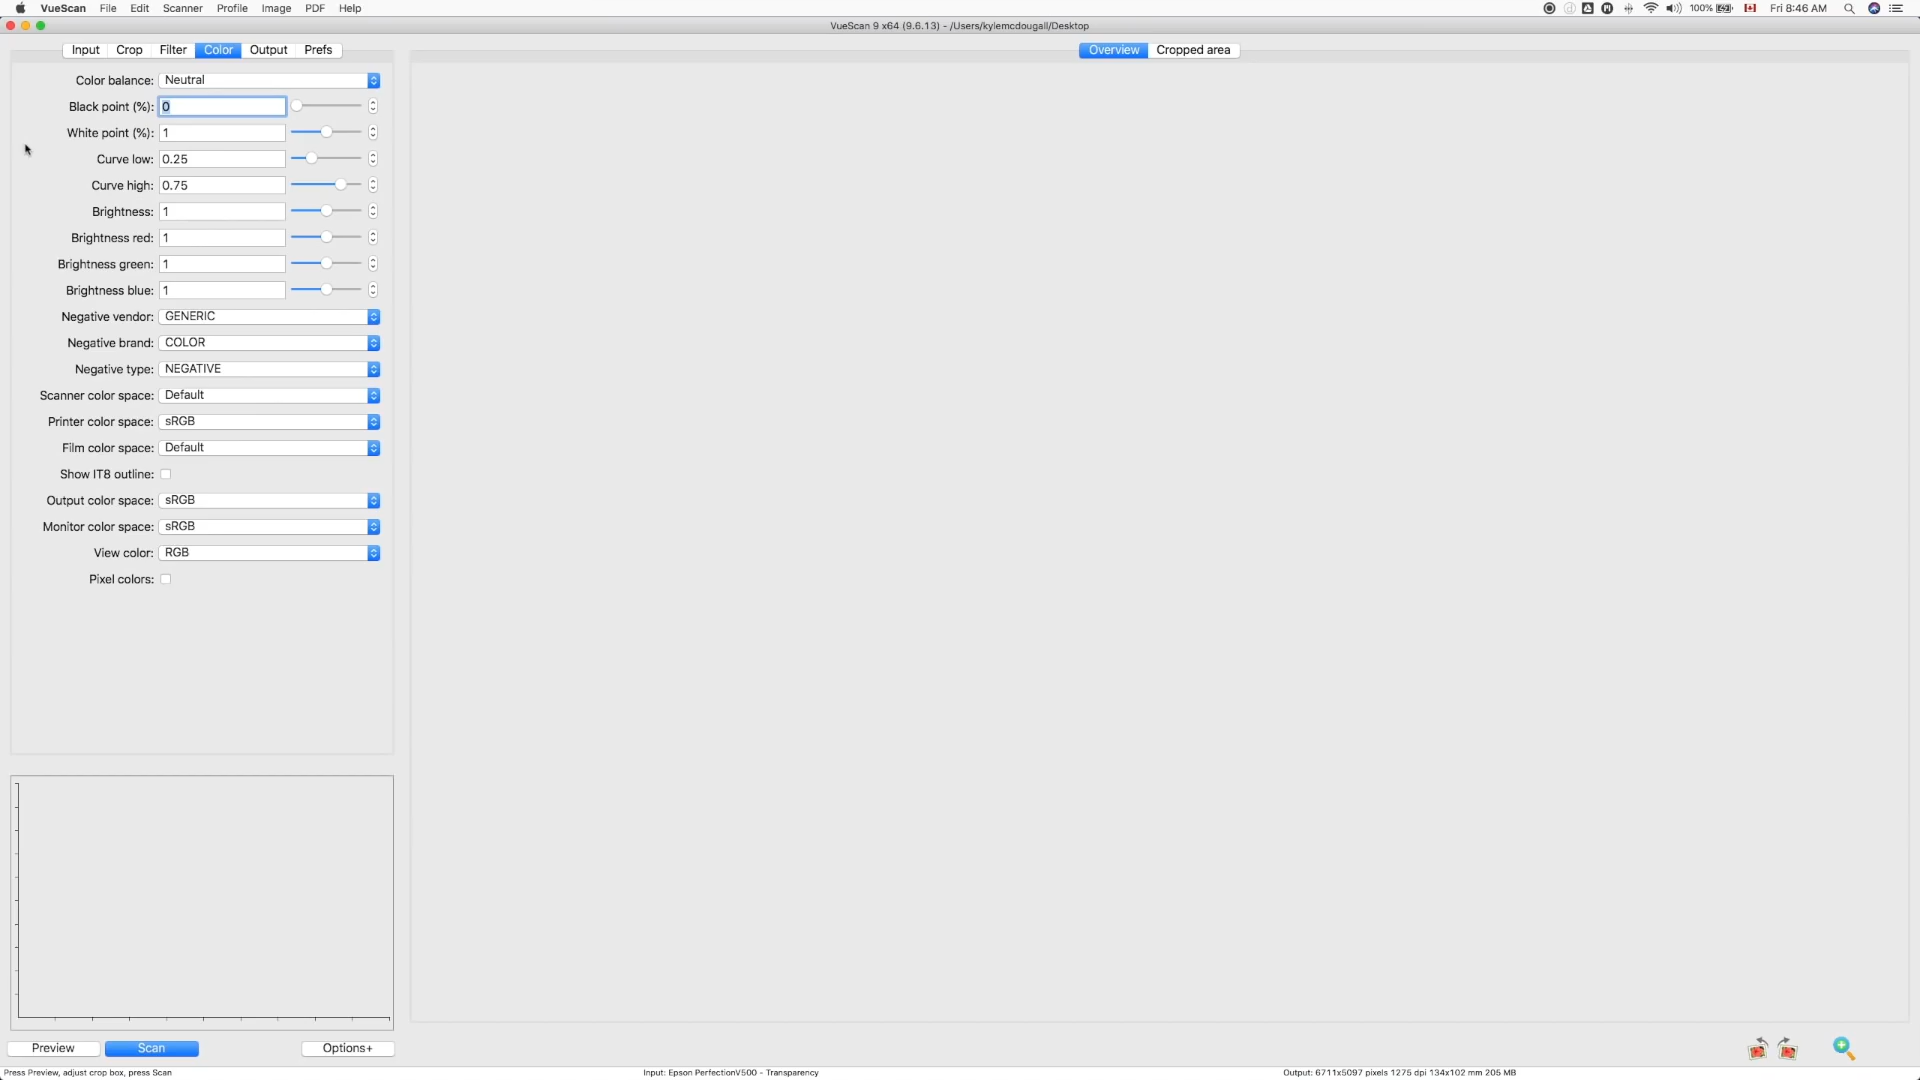 VueScan File Edit Scanner Profile Image PDF Help 100% Fri 8:46 AM
VueScan 9 x64 (9.6.13) - /Users/kylemcdougall/Desktop
Input Crop Filter Color Output Prefs
Overview Cropped area
Color balance: Neutral
Black point (%): 0
White point (%): 1
Curve low: 0.25
Curve high: 0.75
Brightness: 1
Brightness red: 1
Brightness green: 1
Brightness blue: 1
Negative vendor: GENERIC
Negative brand: COLOR
Negative type: NEGATIVE
Scanner color space: Default
Printer color space: sRGB
Film color space: Default
Show IT8 outline:
Output color space: sRGB
Monitor color space: sRGB
View color: RGB
Pixel colors:
Preview Scan Options+
Press Preview, adjust crop box, press Scan
Input: Epson PerfectionV500 - Transparency
Output: 6711x5097 pixels 1275 dpi 134x102 mm 205 MB